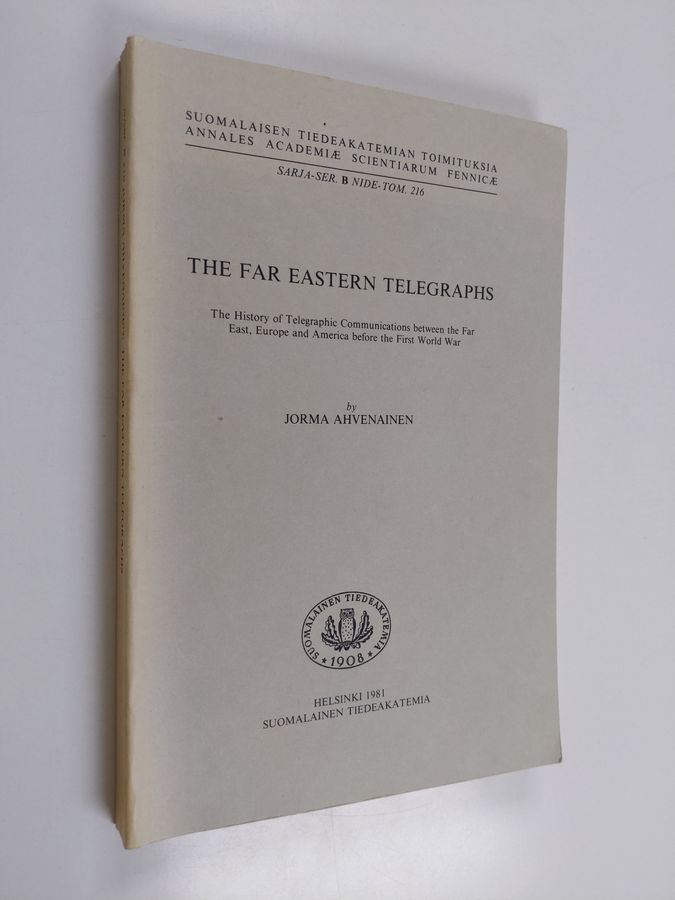 SUOMALAISEN TIEDEAKATEMIAN TOIMITUKSIA
ANNALES ACADEMIÆ SCIENTIARUM FENNICÆ
SARJA-SER. B NIDE-TOM. 216
THE FAR EASTERN TELEGRAPHS
The History of Telegraphic Communications between the Far
East, Europe and America before the First World War
by
JORMA AHVENAINEN
SUOMALAINEN TIEDEAKATEMIA
* 1908 *
HELSINKI 1981
SUOMALAINEN TIEDEAKATEMIA